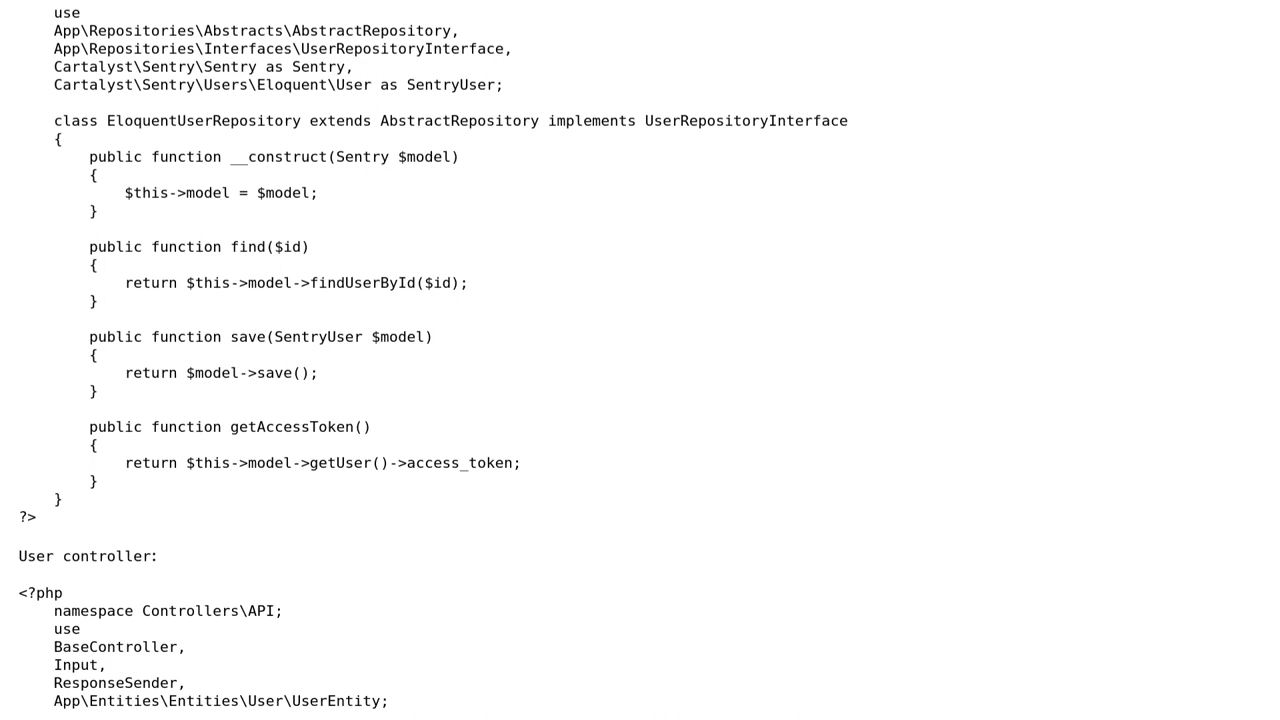 use
App\Repositories\Abstracts\AbstractRepository,
App\Repositories\Interfaces\UserRepositoryInterface,
Cartalyst\Sentry\Sentry as Sentry,
Cartalyst\Sentry\Users\Eloquent\User as SentryUser;
class EloquentUserRepository extends AbstractRepository implements UserRepositoryInterface
{
public function __construct(Sentry $model)
{
$this->model = $model;
}
public function find($id)
{
return $this->model->findUserById($id);
}
public function save(SentryUser $model)
{
return $model->save();
}
public function getAccessToken()
{
return $this->model->getUser()->access_token;
}
}
?>
User controller:
<?php
namespace Controllers\API;
use
BaseController,
Input,
ResponseSender,
App\Entities\Entities\User\UserEntity;